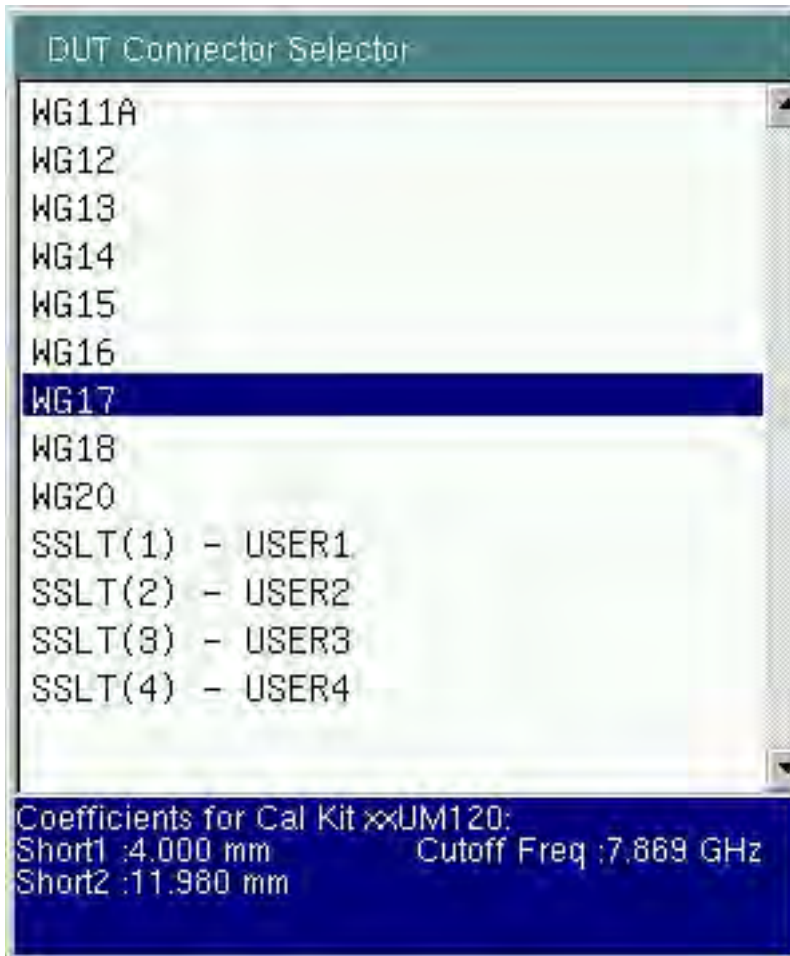 DUT Connector Selector
WG11A
WG12
WG13
WG14
WG15
WG16
WG17
WG18
WG20
SSLT(1) - USER1
SSLT(2) - USER2
SSLT(3) - USER3
SSLT(4) - USER4
Coefficients for Cal Kit xxUM120:
Short1 :4.000 mm Cutoff Freq :7.869 GHz
Short2 :11.980 mm